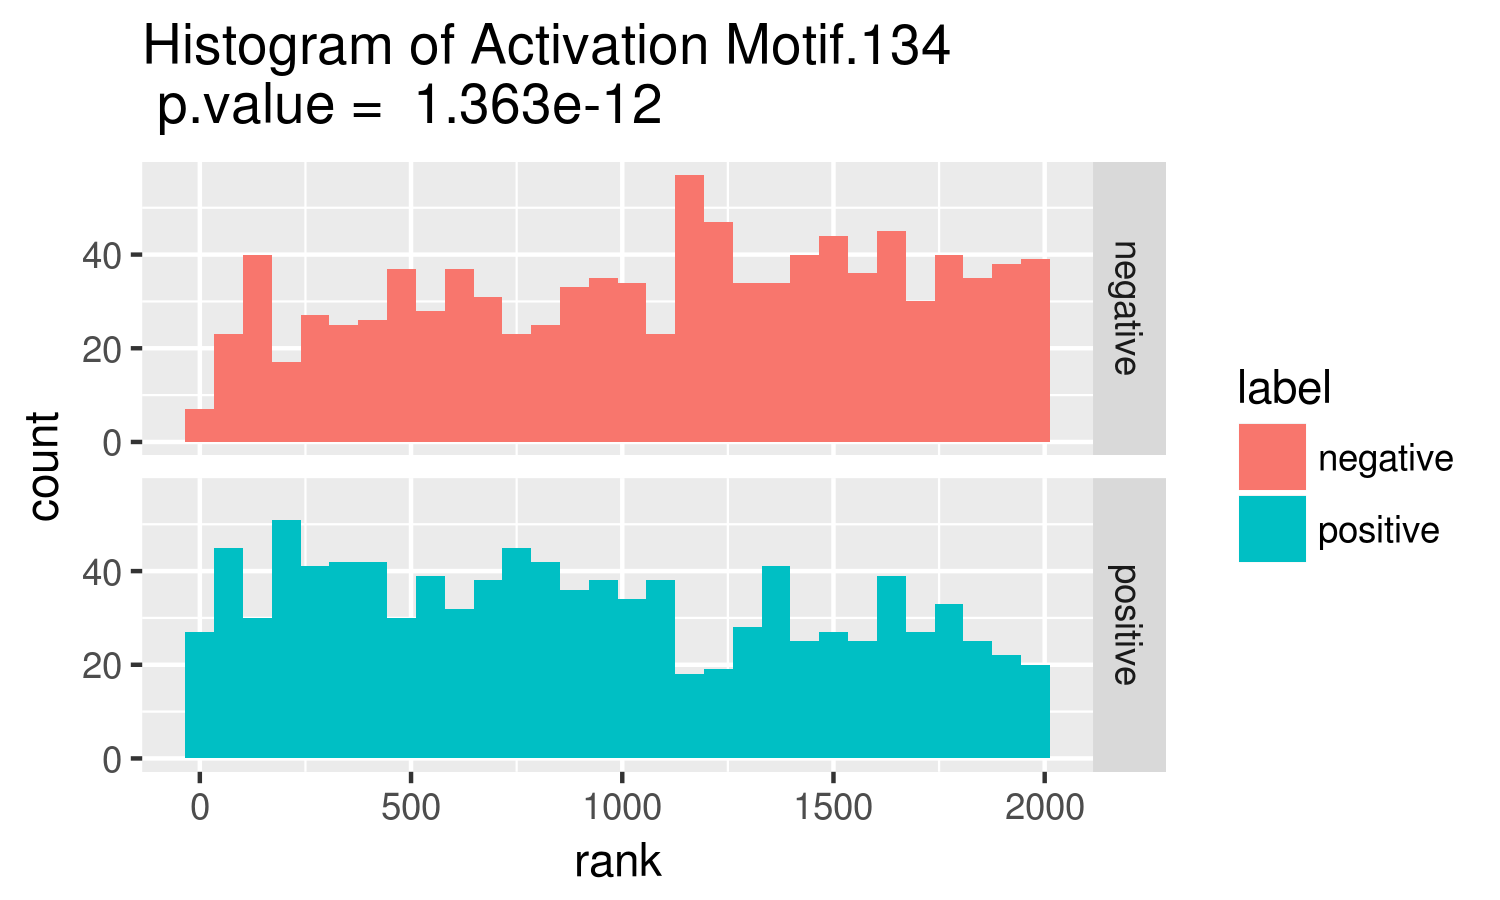 Histogram of Activation Motif.134
p.value =  1.363e-12
count
40
20
0
negative
40
20
0
positive
0 500 1000 1500 2000
rank
label
negative
positive